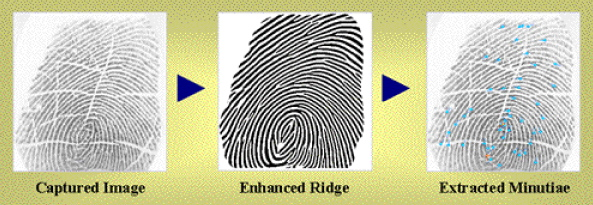 Captured Image
Enhanced Ridge
Extracted Minutiae